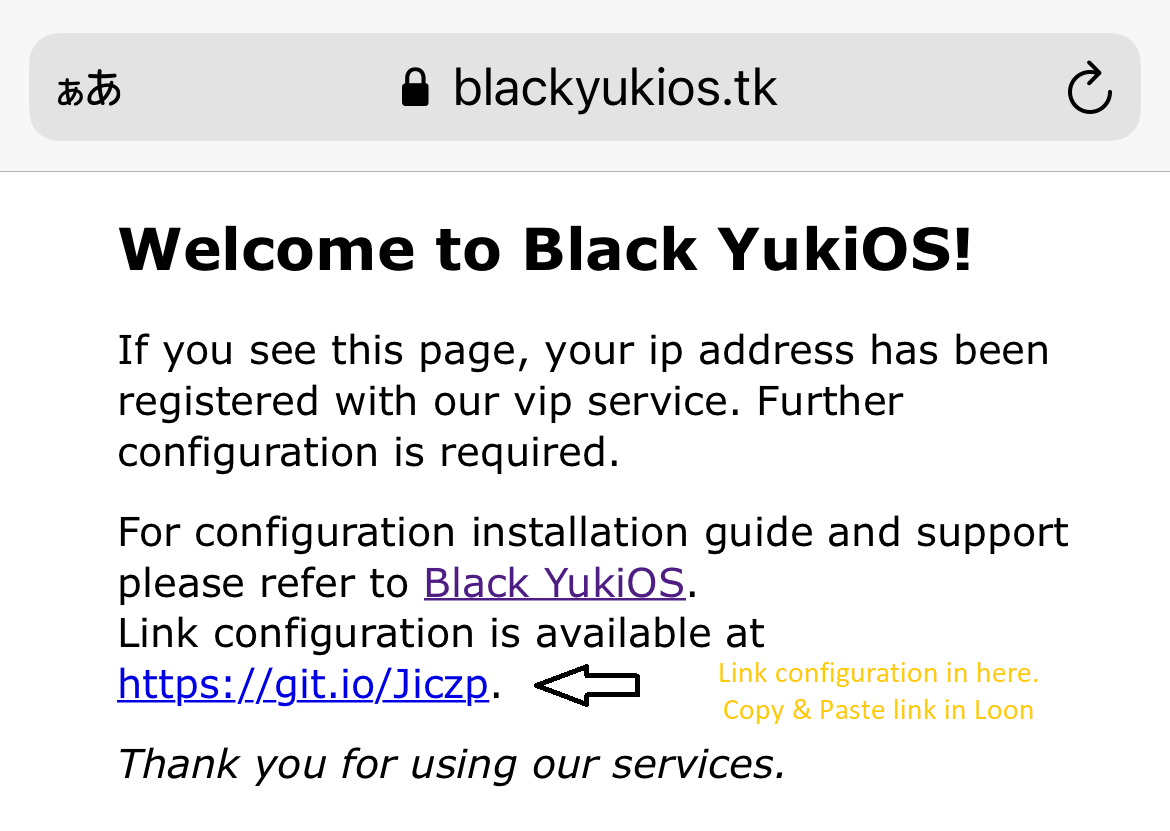 ぁあ blackyukios.tk
Welcome to Black YukiOS!
If you see this page, your ip address has been
registered with our vip service. Further
configuration is required.
For configuration installation guide and support
please refer to Black YukiOS.
Link configuration is available at
https://git.io/Jiczp.
Link configuration in here.
Copy & Paste link in Loon
Thank you for using our services.